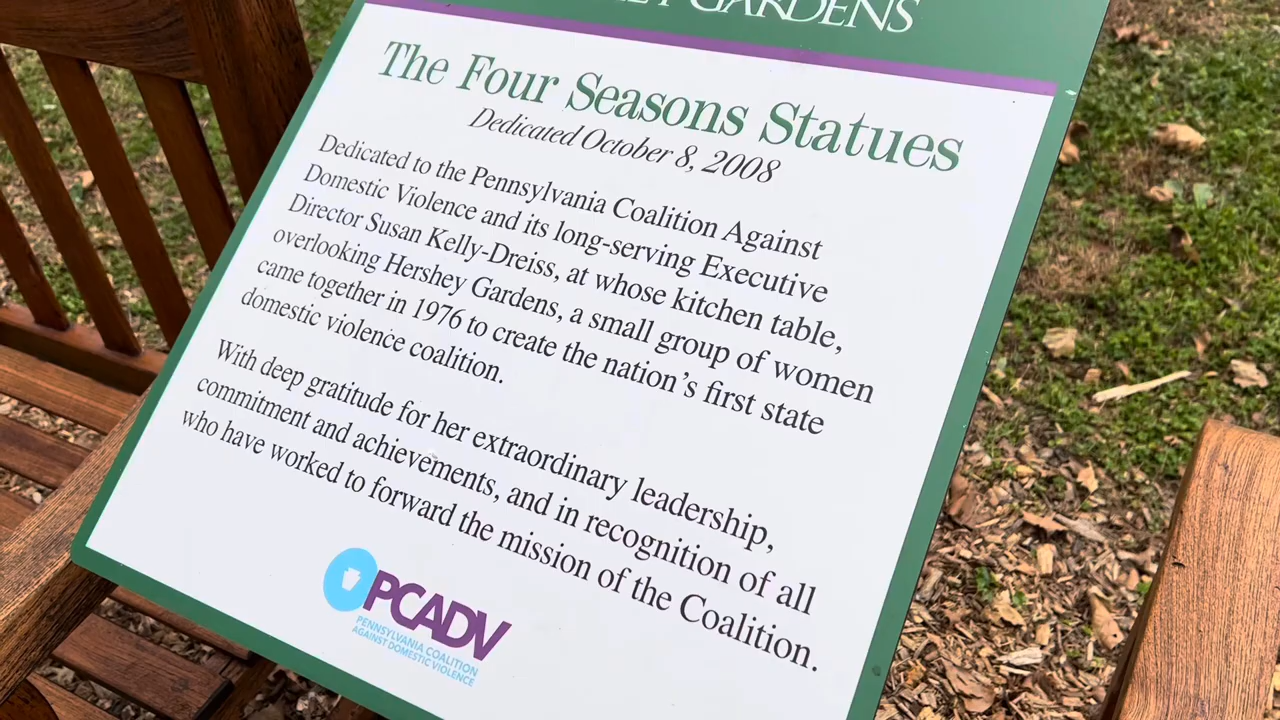 GARDENS
The Four Seasons Statues
Dedicated October 8, 2008
Dedicated to the Pennsylvania Coalition Against
Domestic Violence and its long-serving Executive
Director Susan Kelly-Dreiss, at whose kitchen table,
overlooking Hershey Gardens, a small group of women
came together in 1976 to create the nation's first state
domestic violence coalition.
With deep gratitude for her extraordinary leadership,
commitment and achievements, and in recognition of all
who have worked to forward the mission of the Coalition.
PCADV
PENNSYLVANIA COALITION
AGAINST DOMESTIC VIOLENCE